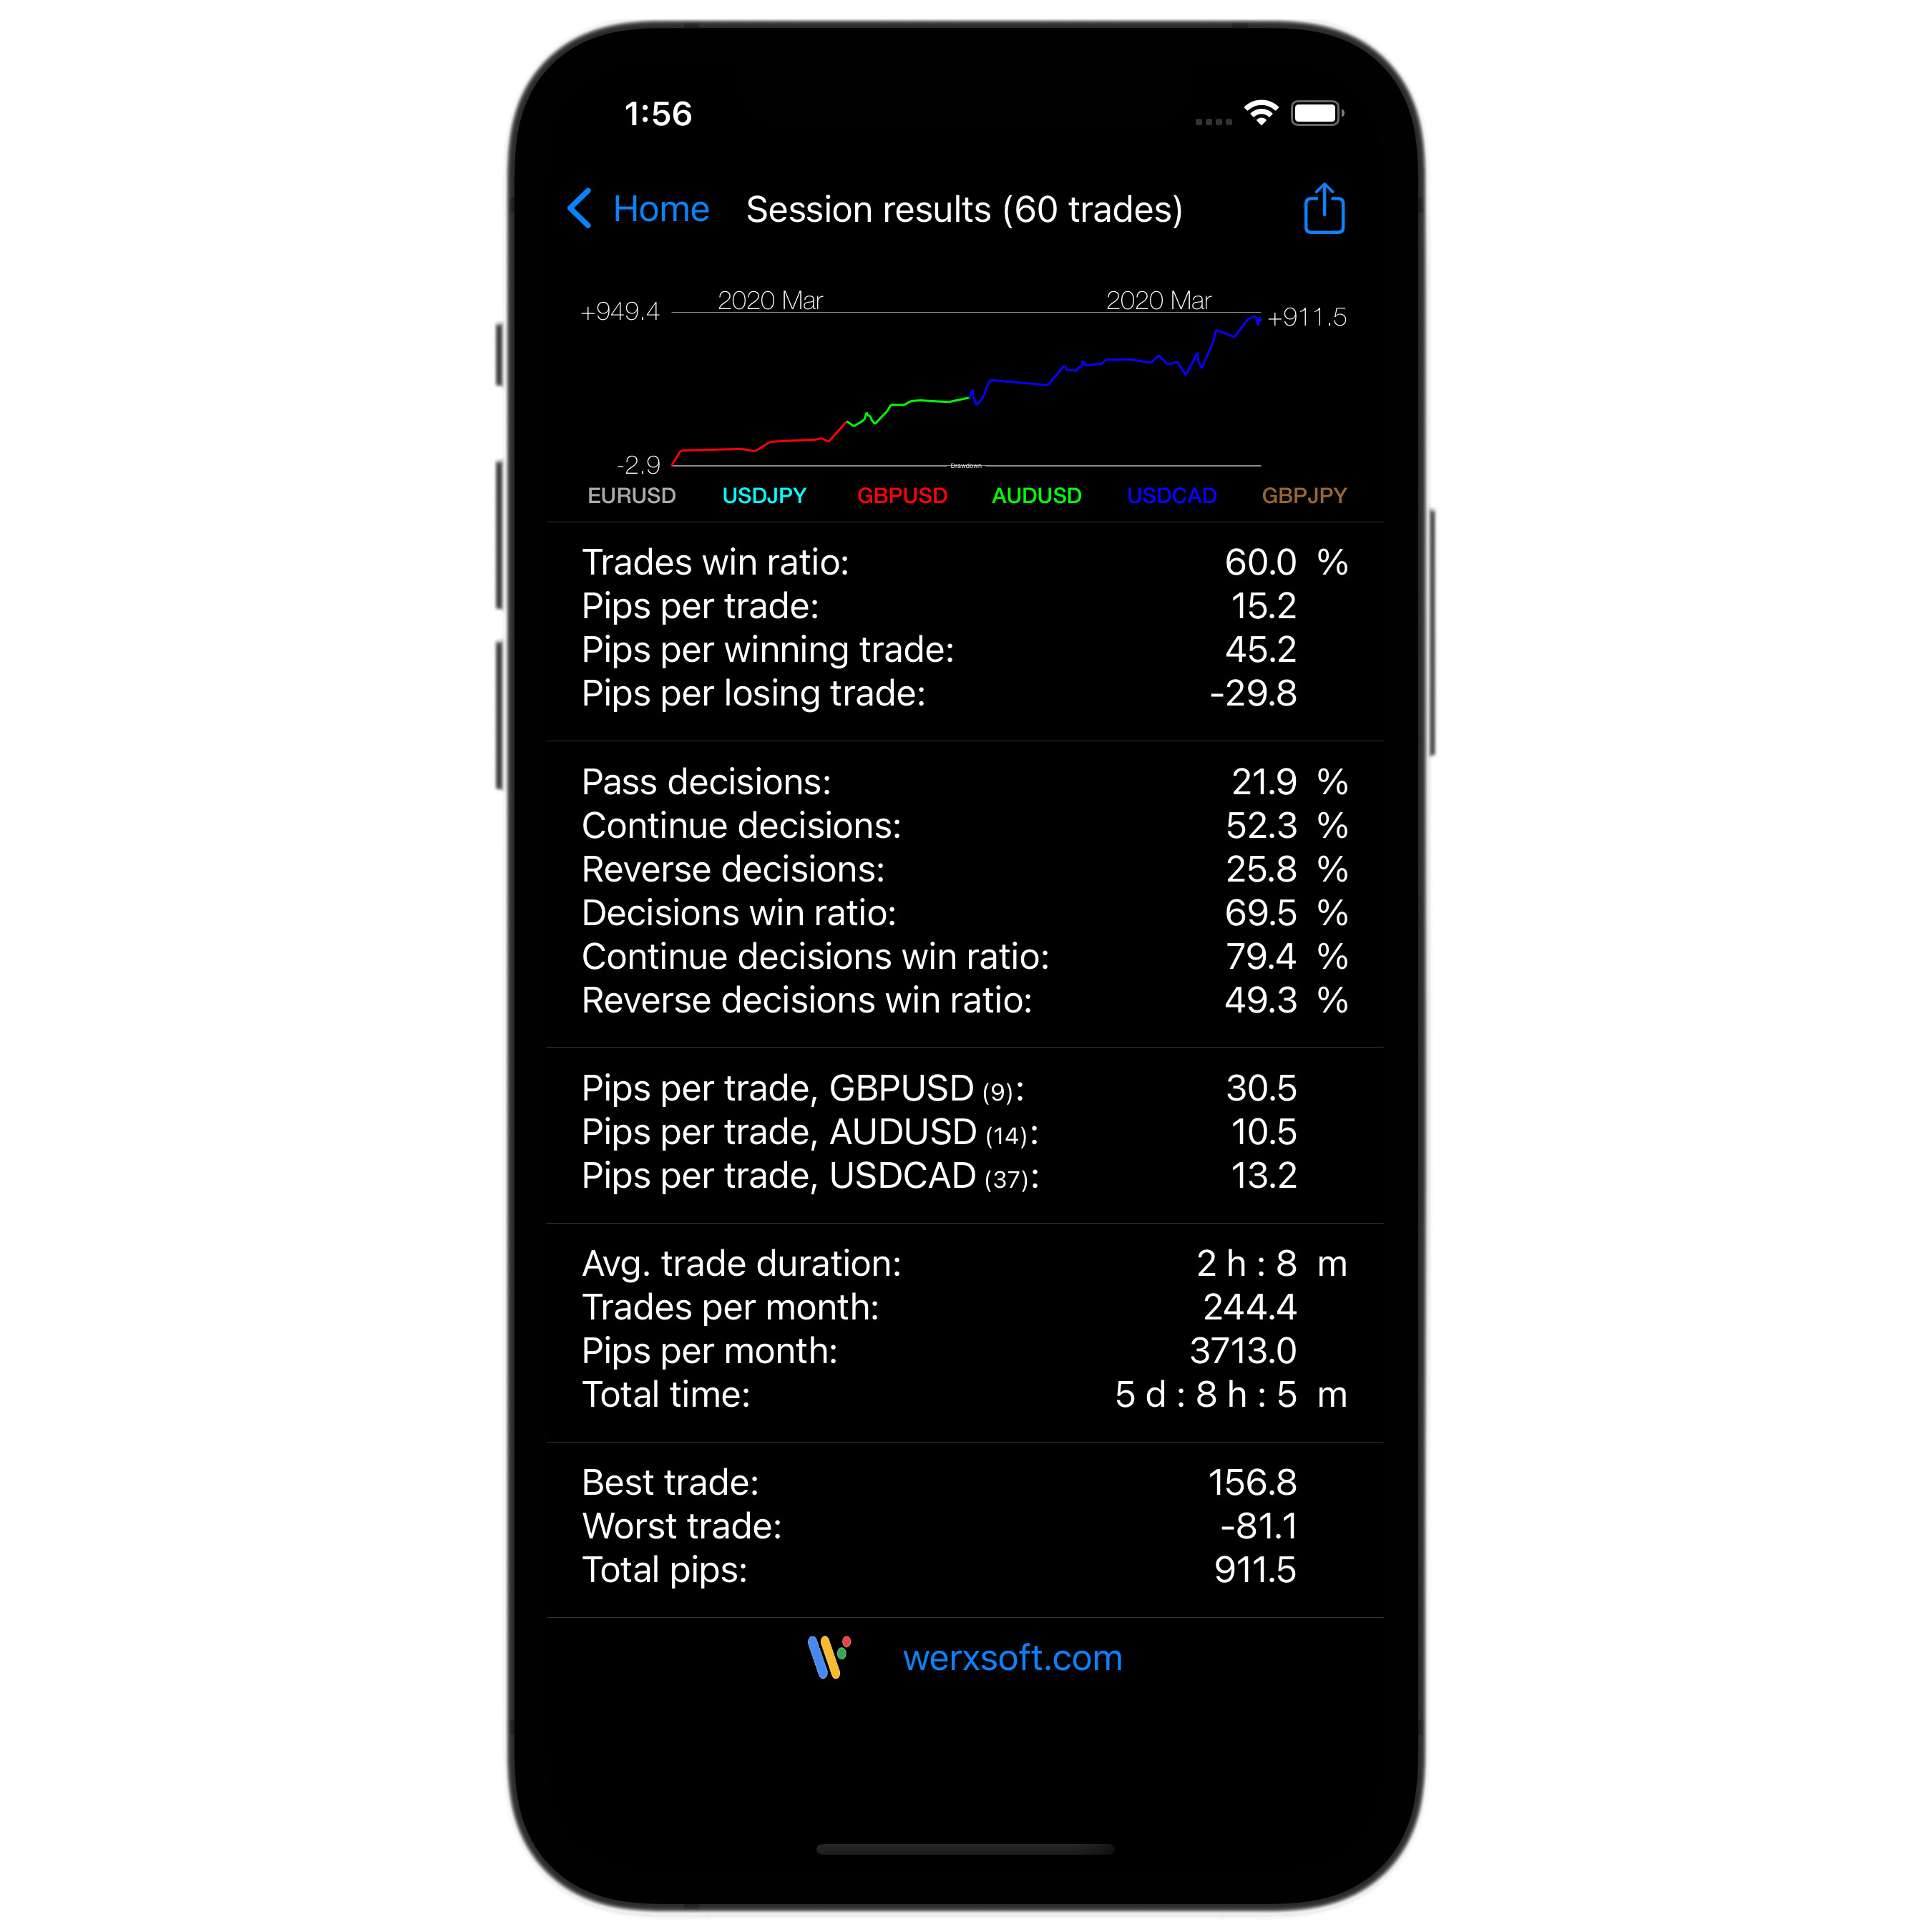 1:56
Home Session results (60 trades)
2020 Mar 2020 Mar
+949.4 +911.5
-2.9 Drawdown
EURUSD USDJPY GBPUSD AUDUSD USDCAD GBPJPY
Trades win ratio: 60.0 %
Pips per trade: 15.2
Pips per winning trade: 45.2
Pips per losing trade: -29.8
Pass decisions: 21.9 %
Continue decisions: 52.3 %
Reverse decisions: 25.8 %
Decisions win ratio: 69.5 %
Continue decisions win ratio: 79.4 %
Reverse decisions win ratio: 49.3 %
Pips per trade, GBPUSD (9): 30.5
Pips per trade, AUDUSD (14): 10.5
Pips per trade, USDCAD (37): 13.2
Avg. trade duration: 2 h : 8 m
Trades per month: 244.4
Pips per month: 3713.0
Total time: 5 d : 8 h : 5 m
Best trade: 156.8
Worst trade: -81.1
Total pips: 911.5
werxsoft.com